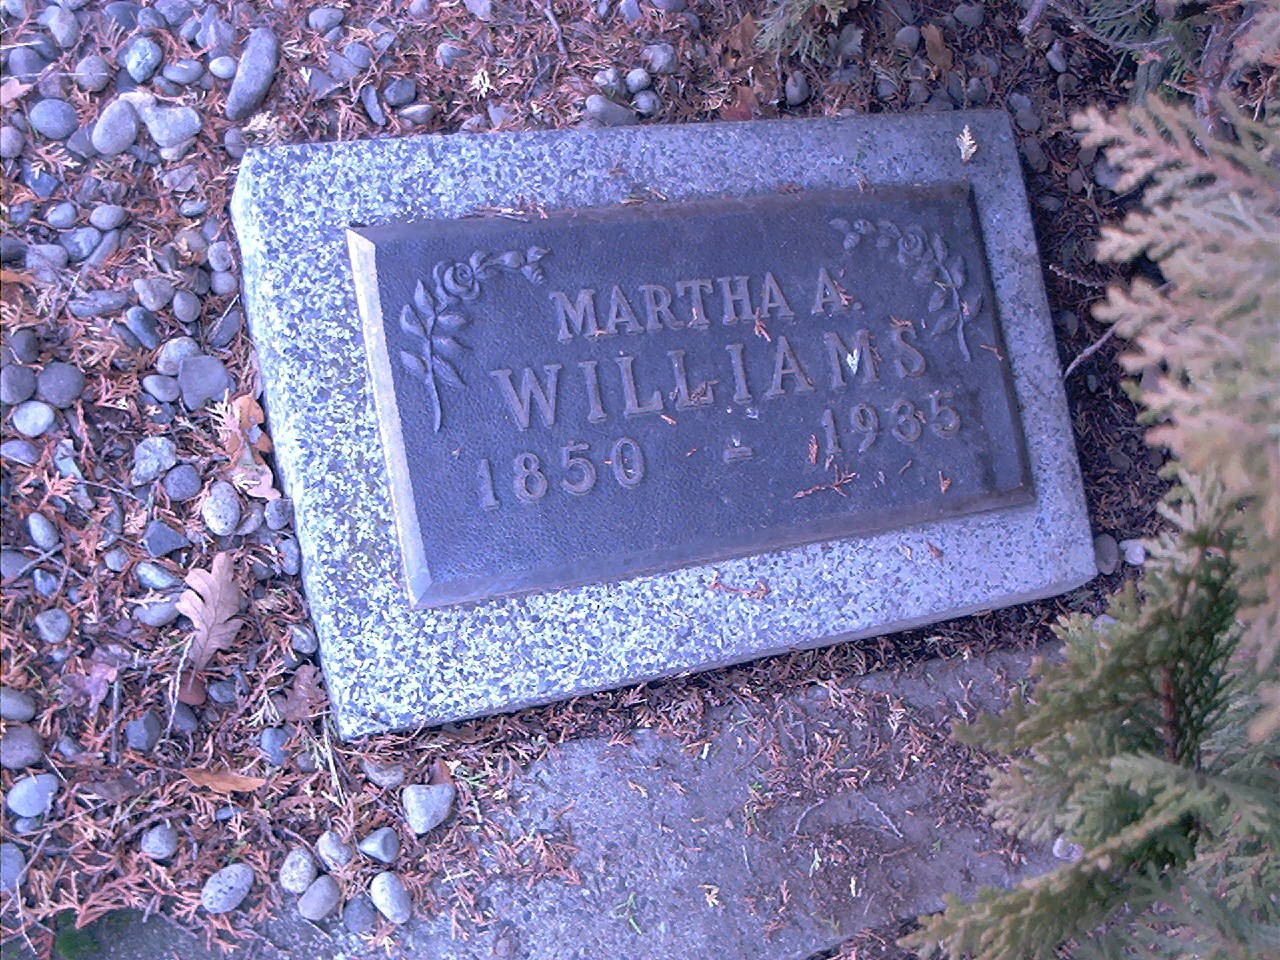 MARTHA A.
WILLIAMS
1850 - 1935